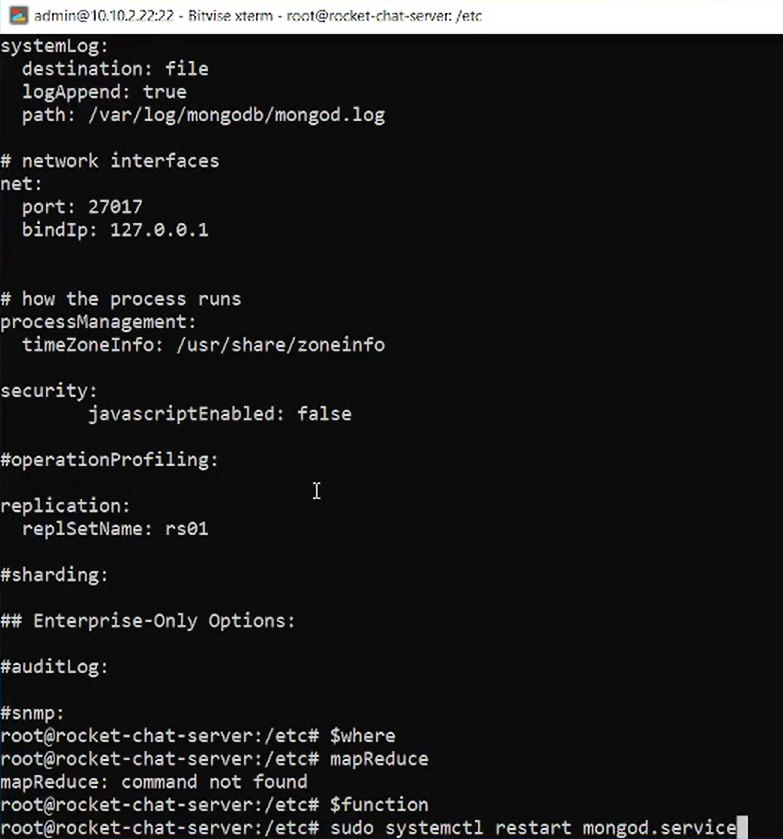 admin@10.10.2.22:22 - Bitvise xterm - root@rocket-chat-server: /etc
systemLog:
  destination: file
  logAppend: true
  path: /var/log/mongodb/mongod.log

# network interfaces
net:
  port: 27017
  bindIp: 127.0.0.1


# how the process runs
processManagement:
  timeZoneInfo: /usr/share/zoneinfo

security:
        javascriptEnabled: false

#operationProfiling:

replication:
  replSetName: rs01

#sharding:

## Enterprise-Only Options:

#auditLog:

#snmp:
root@rocket-chat-server:/etc# $where
root@rocket-chat-server:/etc# mapReduce
mapReduce: command not found
root@rocket-chat-server:/etc# $function
root@rocket-chat-server:/etc# sudo systemctl restart mongod.service